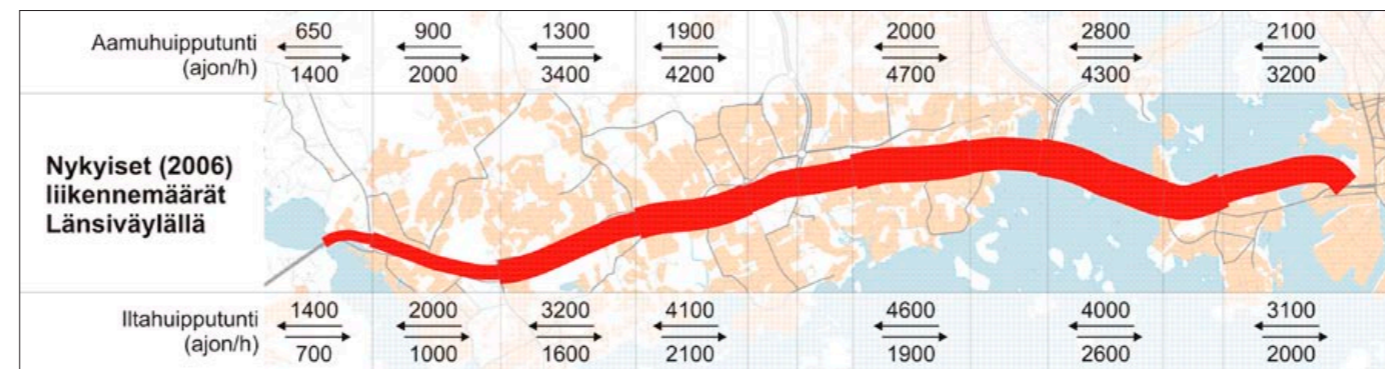 Aamuhuipputunti
(ajon/h)
650 900 1300 1900 2000 2800 2100
1400 2000 3400 4200 4700 4300 3200
Nykyiset (2006)
liikennemäärät
Länsiväylällä
Iltahuipputunti
(ajon/h)
1400 2000 3200 4100 4600 4000 3100
700 1000 1600 2100 1900 2600 2000